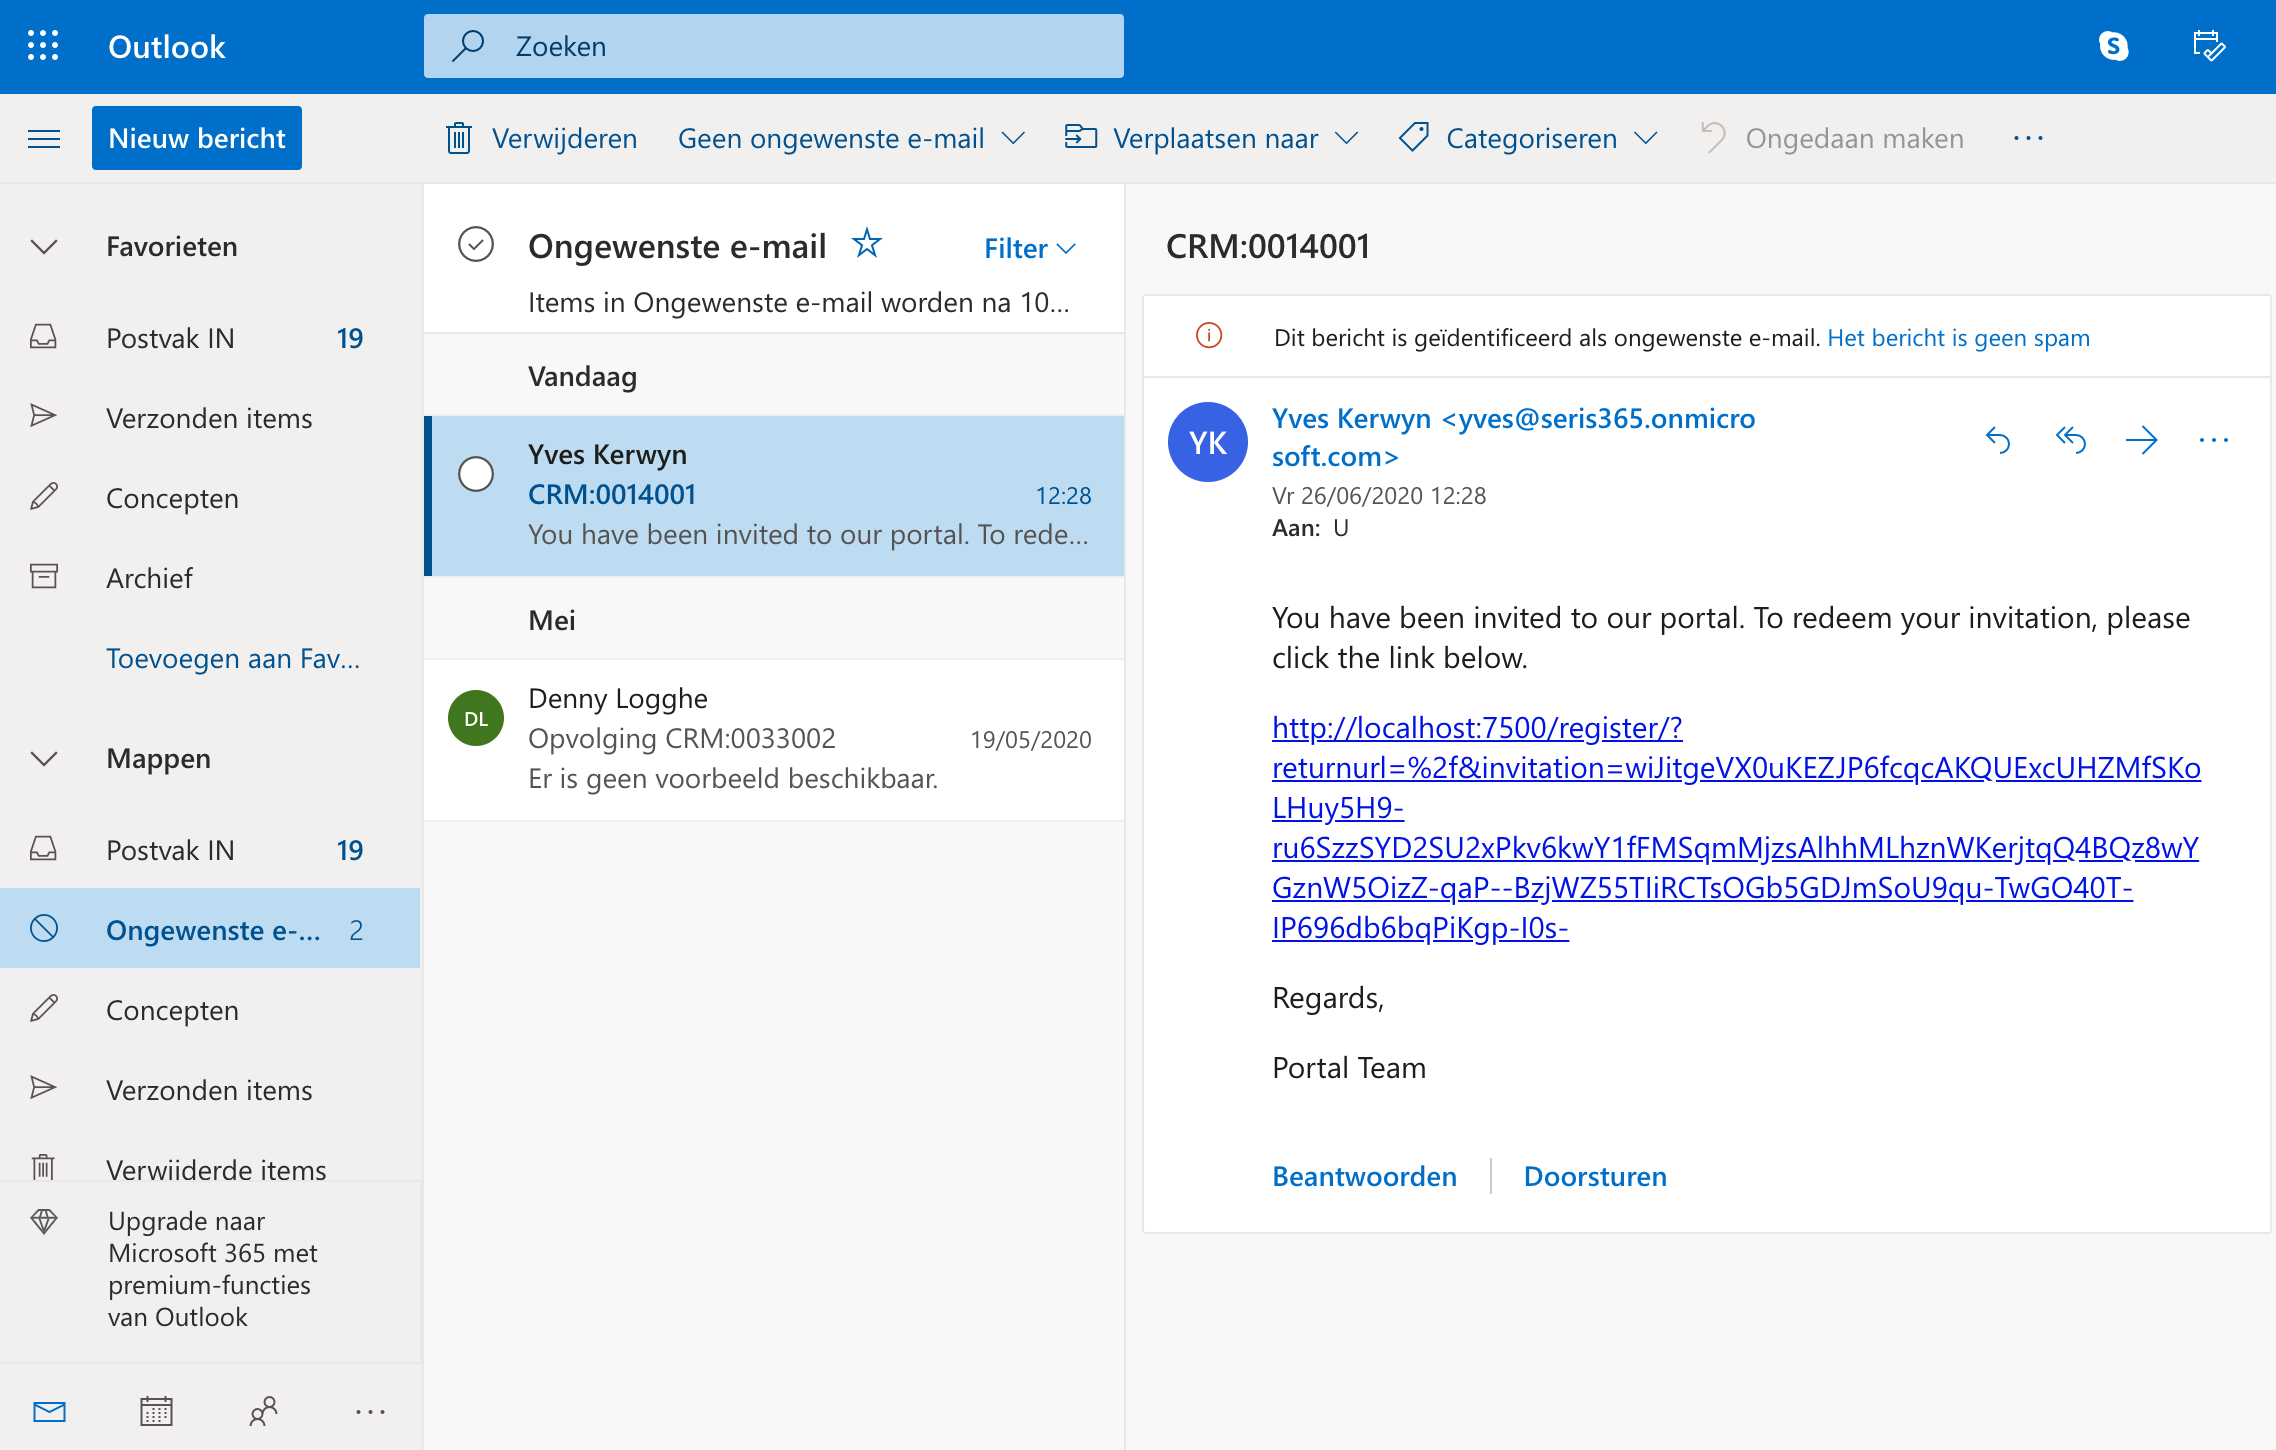 Outlook
Zoeken
Nieuw bericht
Verwijderen
Geen ongewenste e-mail
Verplaatsen naar
Categoriseren
Ongedaan maken
Favorieten
Postvak IN 19
Verzonden items
Concepten
Archief
Toevoegen aan Fav...
Mappen
Postvak IN 19
Ongewenste e-... 2
Concepten
Verzonden items
Verwijderde items
Upgrade naar
Microsoft 365 met
premium-functies
van Outlook
Ongewenste e-mail
Filter
Items in Ongewenste e-mail worden na 10...
Vandaag
Yves Kerwyn
CRM:0014001 12:28
You have been invited to our portal. To rede...
Mei
DL
Denny Logghe
Opvolging CRM:0033002 19/05/2020
Er is geen voorbeeld beschikbaar.
CRM:0014001
Dit bericht is geïdentificeerd als ongewenste e-mail. Het bericht is geen spam
YK
Yves Kerwyn <yves@seris365.onmicro
soft.com>
Vr 26/06/2020 12:28
Aan: U
You have been invited to our portal. To redeem your invitation, please
click the link below.
http://localhost:7500/register/?
returnurl=%2f&invitation=wiJitgeVX0uKEZJP6fcqcAKQUExcUHZMfSKo
LHuy5H9-
ru6SzzSYD2SU2xPkv6kwY1fFMSqmMjzsAlhhMLhznWKerjtqQ4BQz8wY
GznW5OizZ-qaP--BzjWZ55TIiRCTsOGb5GDJmSoU9qu-TwGO40T-
IP696db6bqPiKgp-I0s-
Regards,
Portal Team
Beantwoorden
Doorsturen